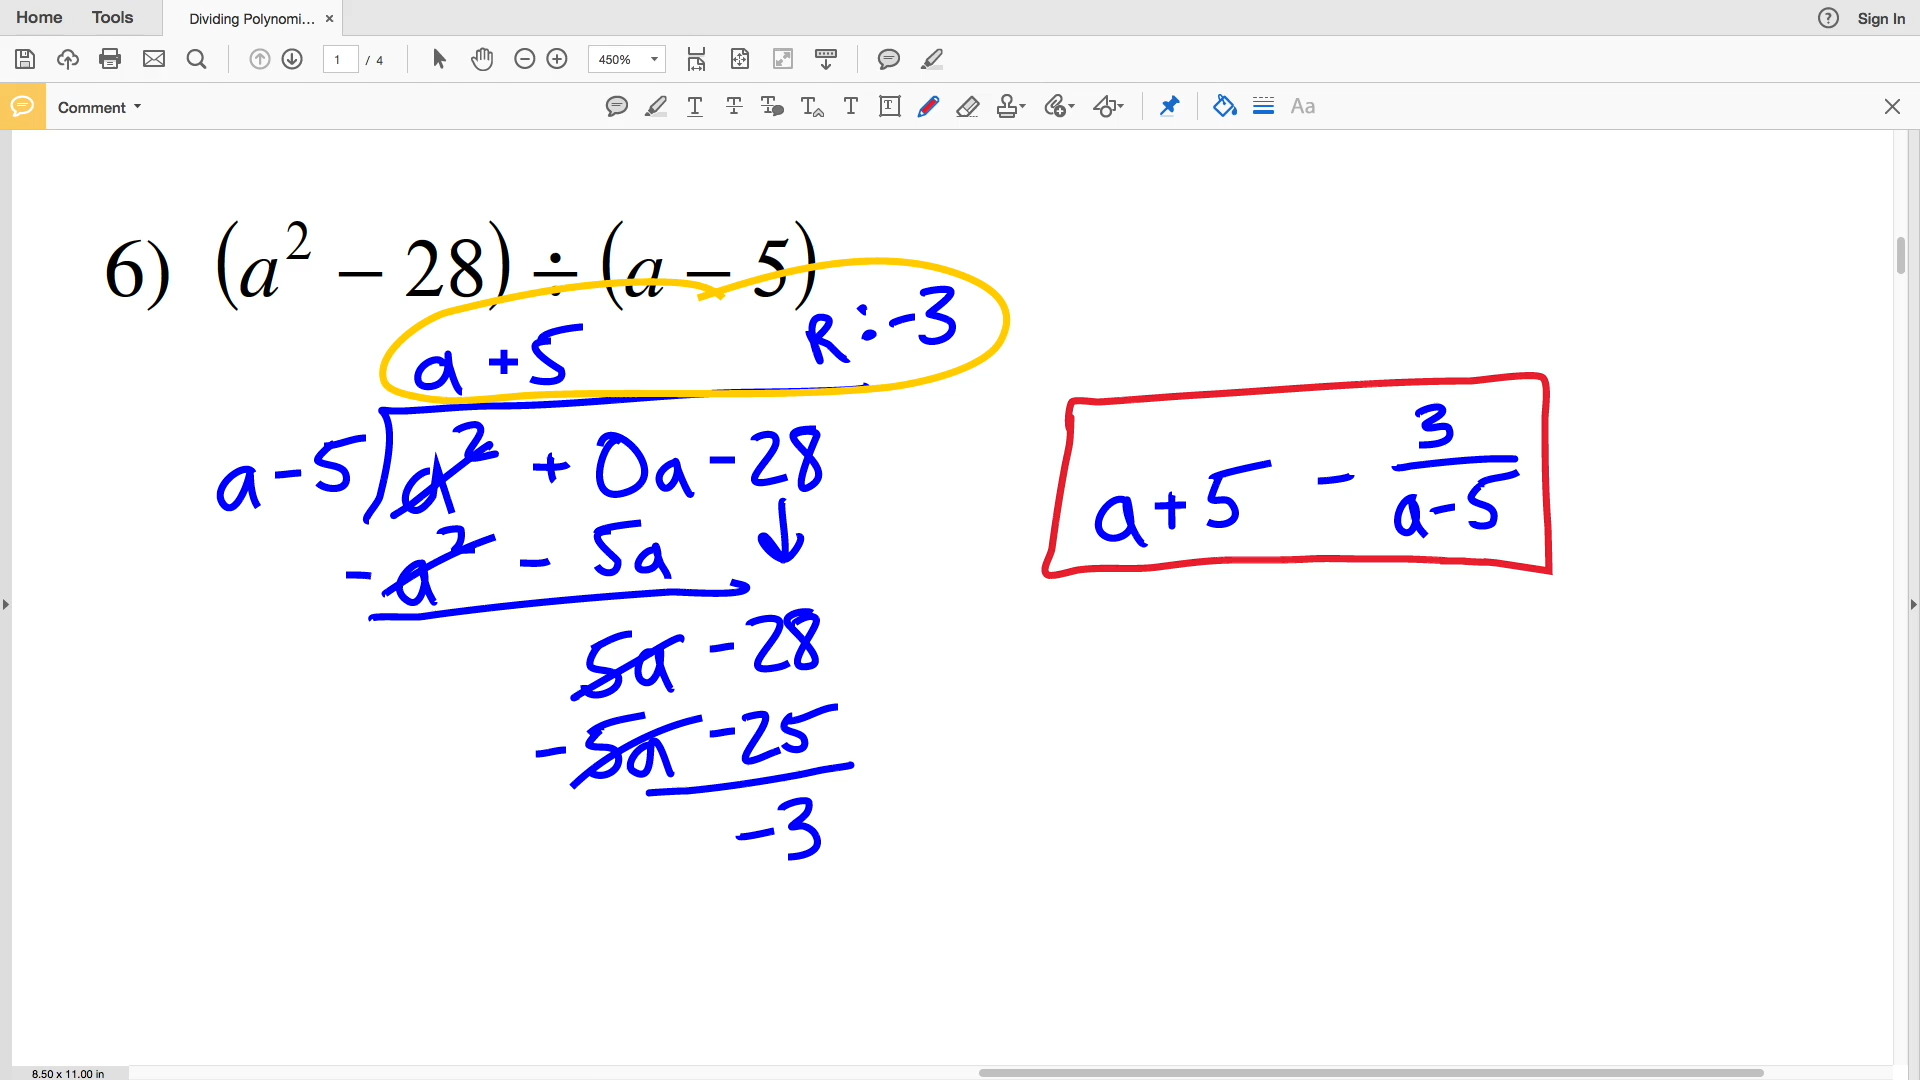 Home Tools Dividing Polynomi... × ? Sign In
1 / 4 450%
Comment Aa
6) (a² − 28) ÷ (a − 5)
a + 5 R: -3
a - 5 a² + 0a - 28
- a² - 5a
5a - 28
- 5a - 25
- 3
3
a + 5 - ―
a - 5
8.50 x 11.00 in